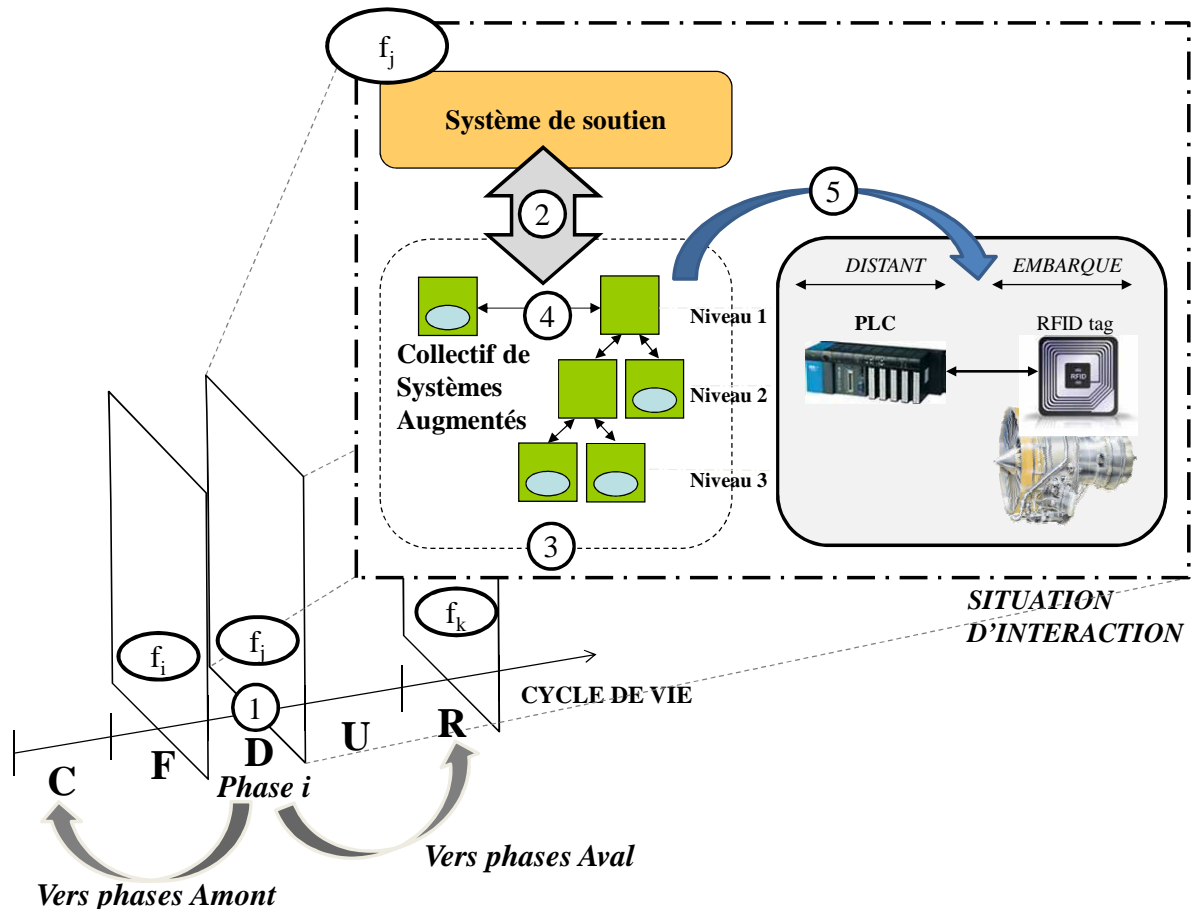 fj
Système de soutien
2
5
DISTANT
EMBARQUE
4
Niveau 1
PLC
RFID tag
RFID
Collectif de
Systèmes
Augmentés
Niveau 2
Niveau 3
3
SITUATION
D'INTERACTION
fi
fj
fk
1
CYCLE DE VIE
C
F
D
U
R
Phase i
Vers phases Aval
Vers phases Amont